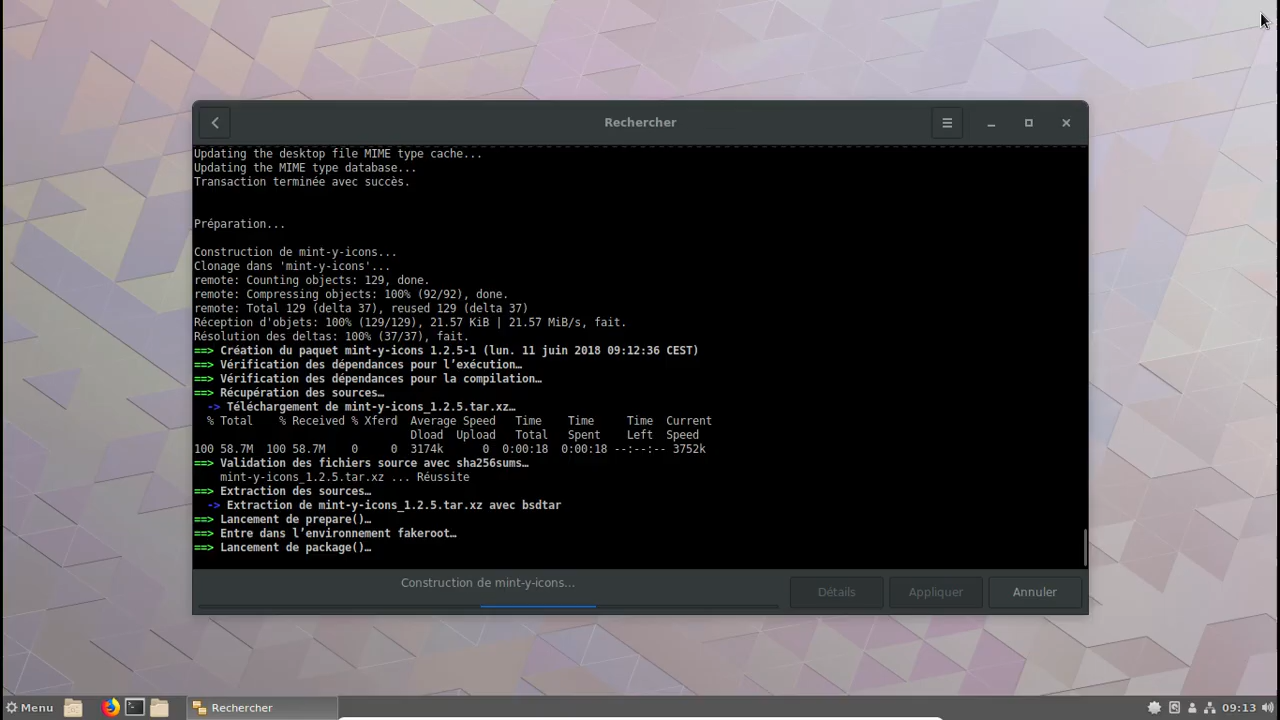 Rechercher
Updating the desktop file MIME type cache...
Updating the MIME type database...
Transaction terminée avec succès.
Préparation...
Construction de mint-y-icons...
Clonage dans 'mint-y-icons'...
remote: Counting objects: 129, done.
remote: Compressing objects: 100% (92/92), done.
remote: Total 129 (delta 37), reused 129 (delta 37)
Réception d'objets: 100% (129/129), 21.57 KiB | 21.57 MiB/s, fait.
Résolution des deltas: 100% (37/37), fait.
==> Création du paquet mint-y-icons 1.2.5-1 (lun. 11 juin 2018 09:12:36 CEST)
==> Vérification des dépendances pour l’exécution…
==> Vérification des dépendances pour la compilation…
==> Récupération des sources…
-> Téléchargement de mint-y-icons_1.2.5.tar.xz…
% Total % Received % Xferd Average Speed Time Time Time Current
Dload Upload Total Spent Left Speed
100 58.7M 100 58.7M 0 0 3174k 0 0:00:18 0:00:18 --:--:-- 3752k
==> Validation des fichiers source avec sha256sums…
mint-y-icons_1.2.5.tar.xz ... Réussite
==> Extraction des sources…
-> Extraction de mint-y-icons_1.2.5.tar.xz avec bsdtar
==> Lancement de prepare()…
==> Entre dans l’environnement fakeroot…
==> Lancement de package()…
Construction de mint-y-icons...
Détails Appliquer Annuler
Menu Rechercher 09:13